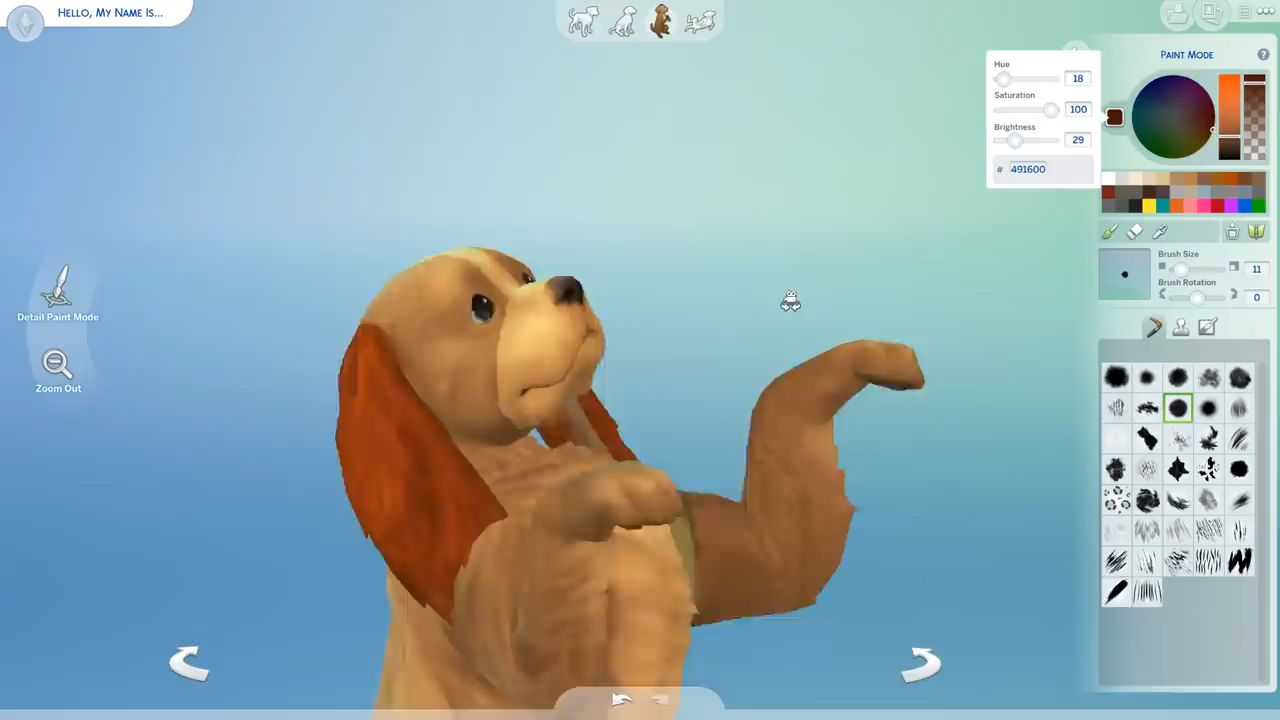 HELLO, MY NAME IS...
PAINT MODE
?
Hue
18
Saturation
100
Brightness
29
# 491600
Brush Size
11
Brush Rotation
0
Detail Paint Mode
Zoom Out